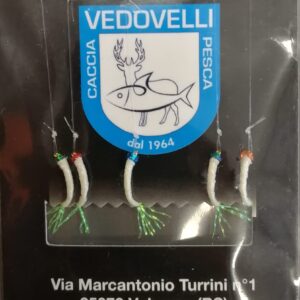 VEDOVELLI
CACCIA
PESCA
dal 1964
Via Marcantonio Turrini n°1